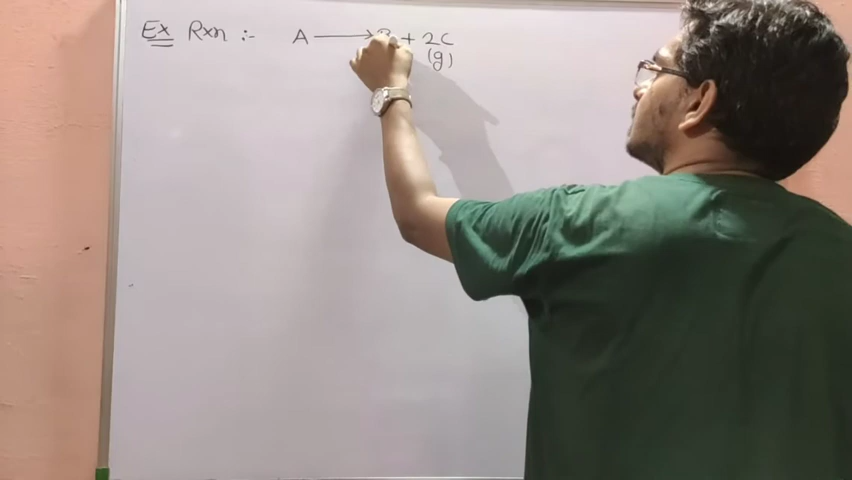 Ex Rxn :- A ⟶ + 2C
(g)